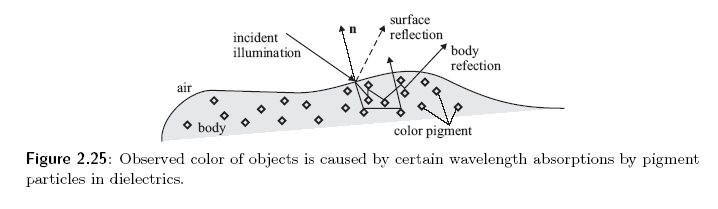 incident
illumination
n
surface
reflection
body
refection
air
body
color pigment
Figure 2.25: Observed color of objects is caused by certain wavelength absorptions by pigment
particles in dielectrics.